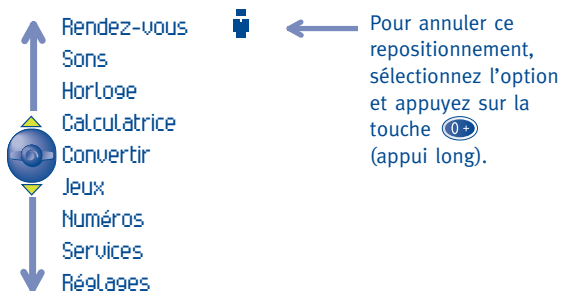 Rendez-vous
Sons
Horloge
Calculatrice
Convertir
Jeux
Numéros
Services
Réglages
Pour annuler ce
repositionnement,
sélectionnez l'option
et appuyez sur la
touche 0 +
(appui long).